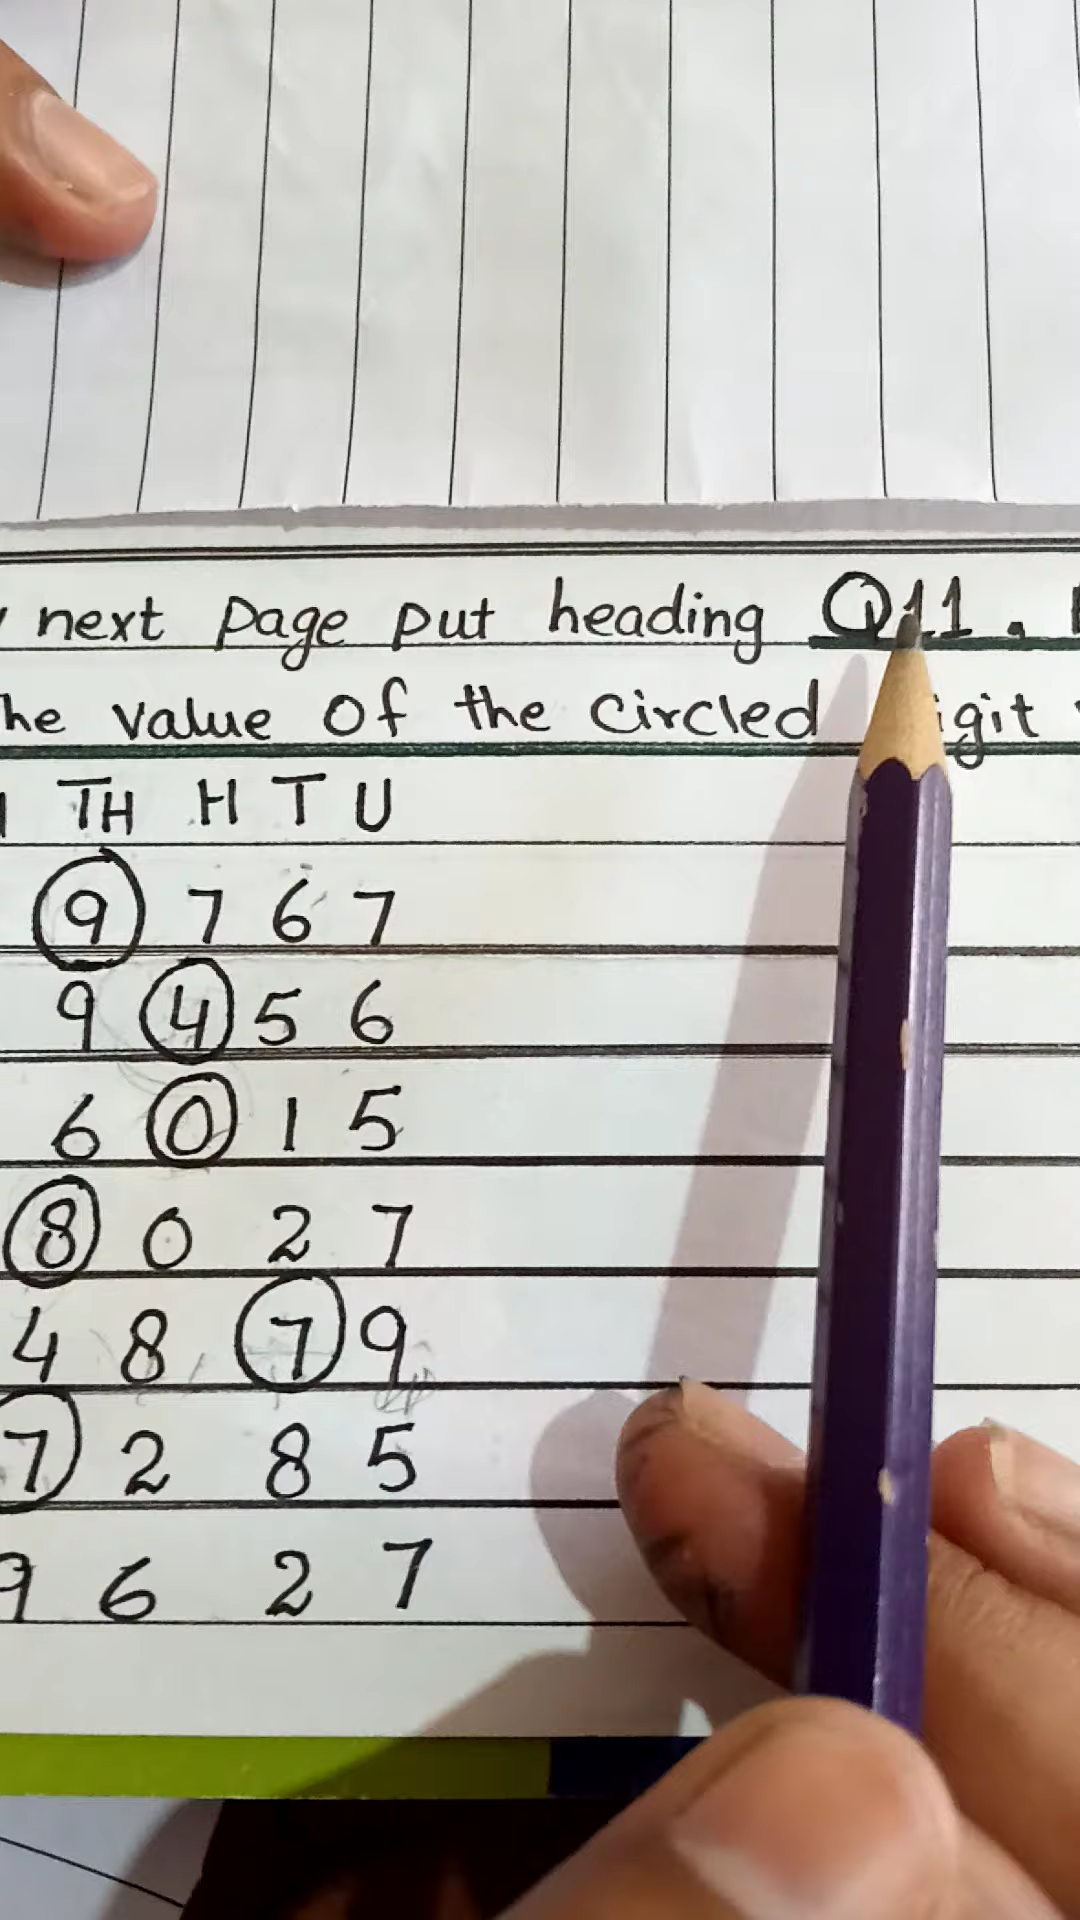 next page put heading Q11.
he value of the circled digit
TH H T U
9 7 6 7
9 4 5 6
6 0 1 5
8 0 2 7
4 8 7 9
7 2 8 5
9 6 2 7